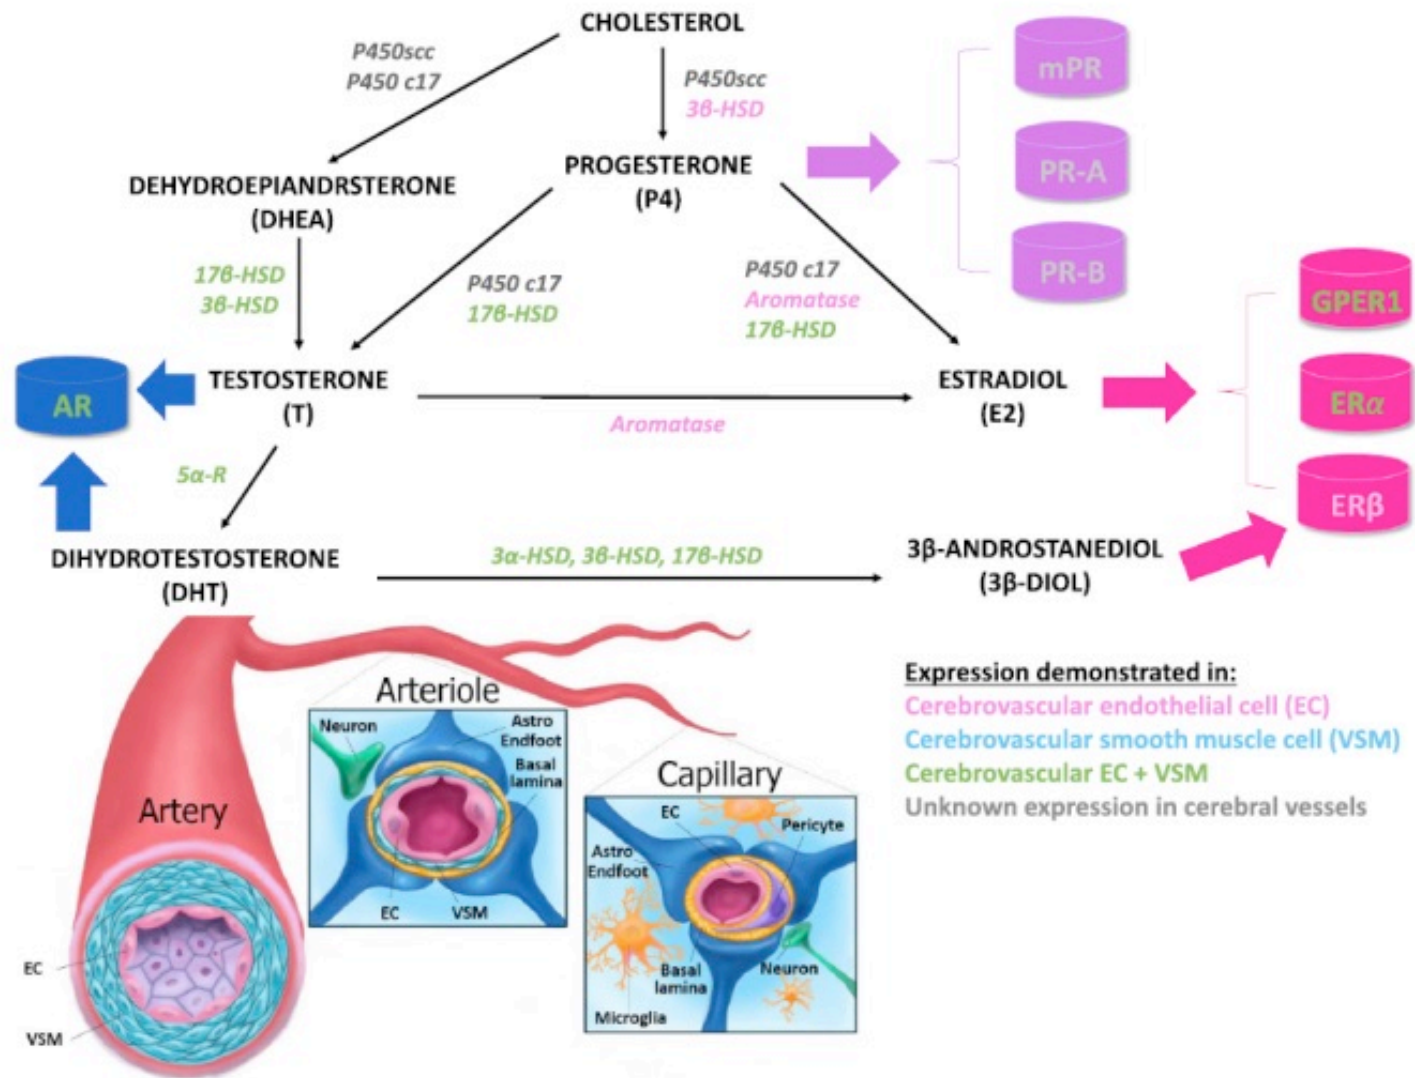 CHOLESTEROL
P450scc
P450 c17
P450scc
3β-HSD
mPR
PR-A
PR-B
DEHYDROEPIANDRSTERONE
(DHEA)
PROGESTERONE
(P4)
17β-HSD
3β-HSD
P450 c17
17β-HSD
P450 c17
Aromatase
17β-HSD
GPER1
ERα
ERβ
AR
TESTOSTERONE
(T)
Aromatase
ESTRADIOL
(E2)
5α-R
DIHYDROTESTOSTERONE
(DHT)
3α-HSD, 3β-HSD, 17β-HSD
3β-ANDROSTANEDIOL
(3β-DIOL)
Expression demonstrated in:
Cerebrovascular endothelial cell (EC)
Cerebrovascular smooth muscle cell (VSM)
Cerebrovascular EC + VSM
Unknown expression in cerebral vessels
Artery
EC
VSM
Arteriole
Neuron
Astro
Endfoot
Basal
lamina
EC
VSM
Capillary
EC
Pericyte
Astro
Endfoot
Basal
lamina
Neuron
Microglia